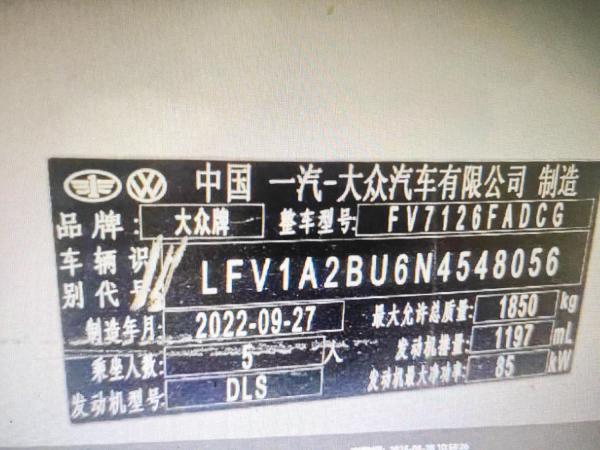 中国 一汽-大众汽车有限公司 制造
品牌: 大众牌 整车型号: FV7126FADCG
车辆识别代号 LFV1A2BU6N4548056
制造年月: 2022-09-27 最大允许总质量: 1850 kg
乘坐人数: 5 人 发动机排量: 1197 mL
发动机型号: DLS 发动机最大净功率: 85 kW